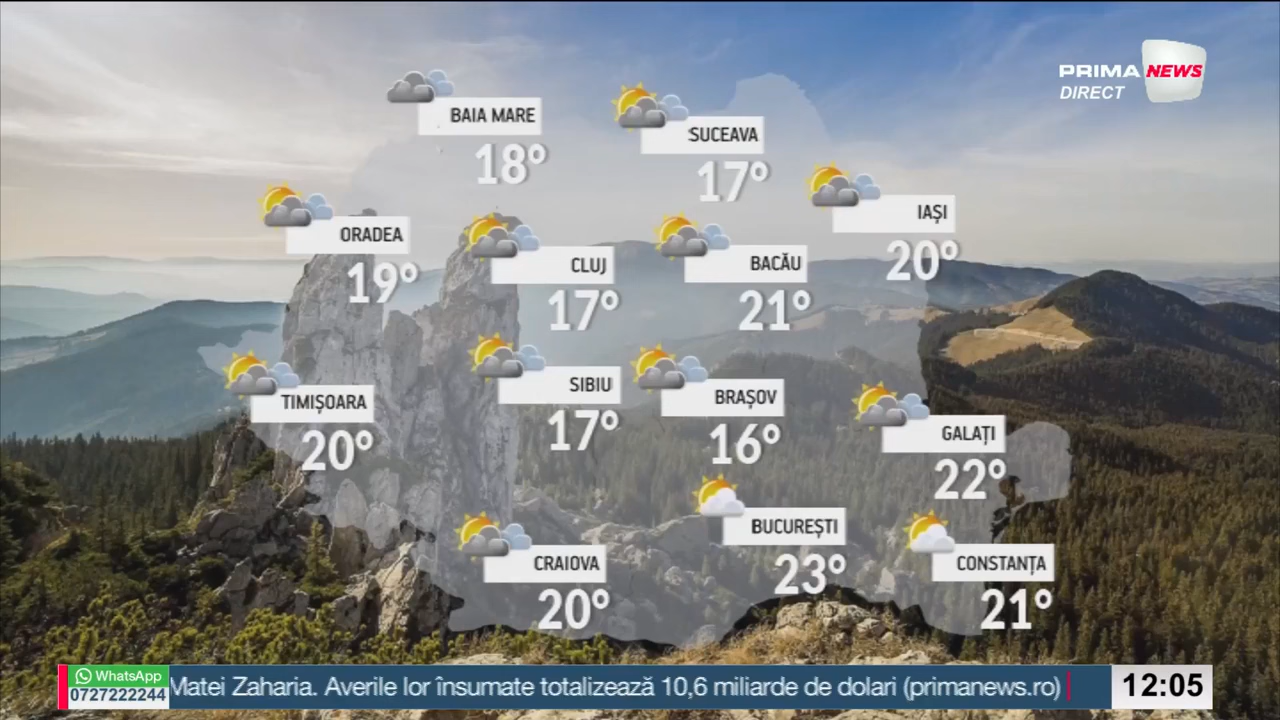 PRIMA NEWS
DIRECT
BAIA MARE
18°
SUCEAVA
17°
IAȘI
20°
ORADEA
19°
CLUJ
17°
BACĂU
21°
TIMIȘOARA
20°
SIBIU
17°
BRAȘOV
16°
GALAȚI
22°
BUCUREȘTI
23°
CRAIOVA
20°
CONSTANȚA
21°
WhatsApp
0727222244
Matei Zaharia. Averile lor însumate totalizează 10,6 miliarde de dolari (primanews.ro)
12:05